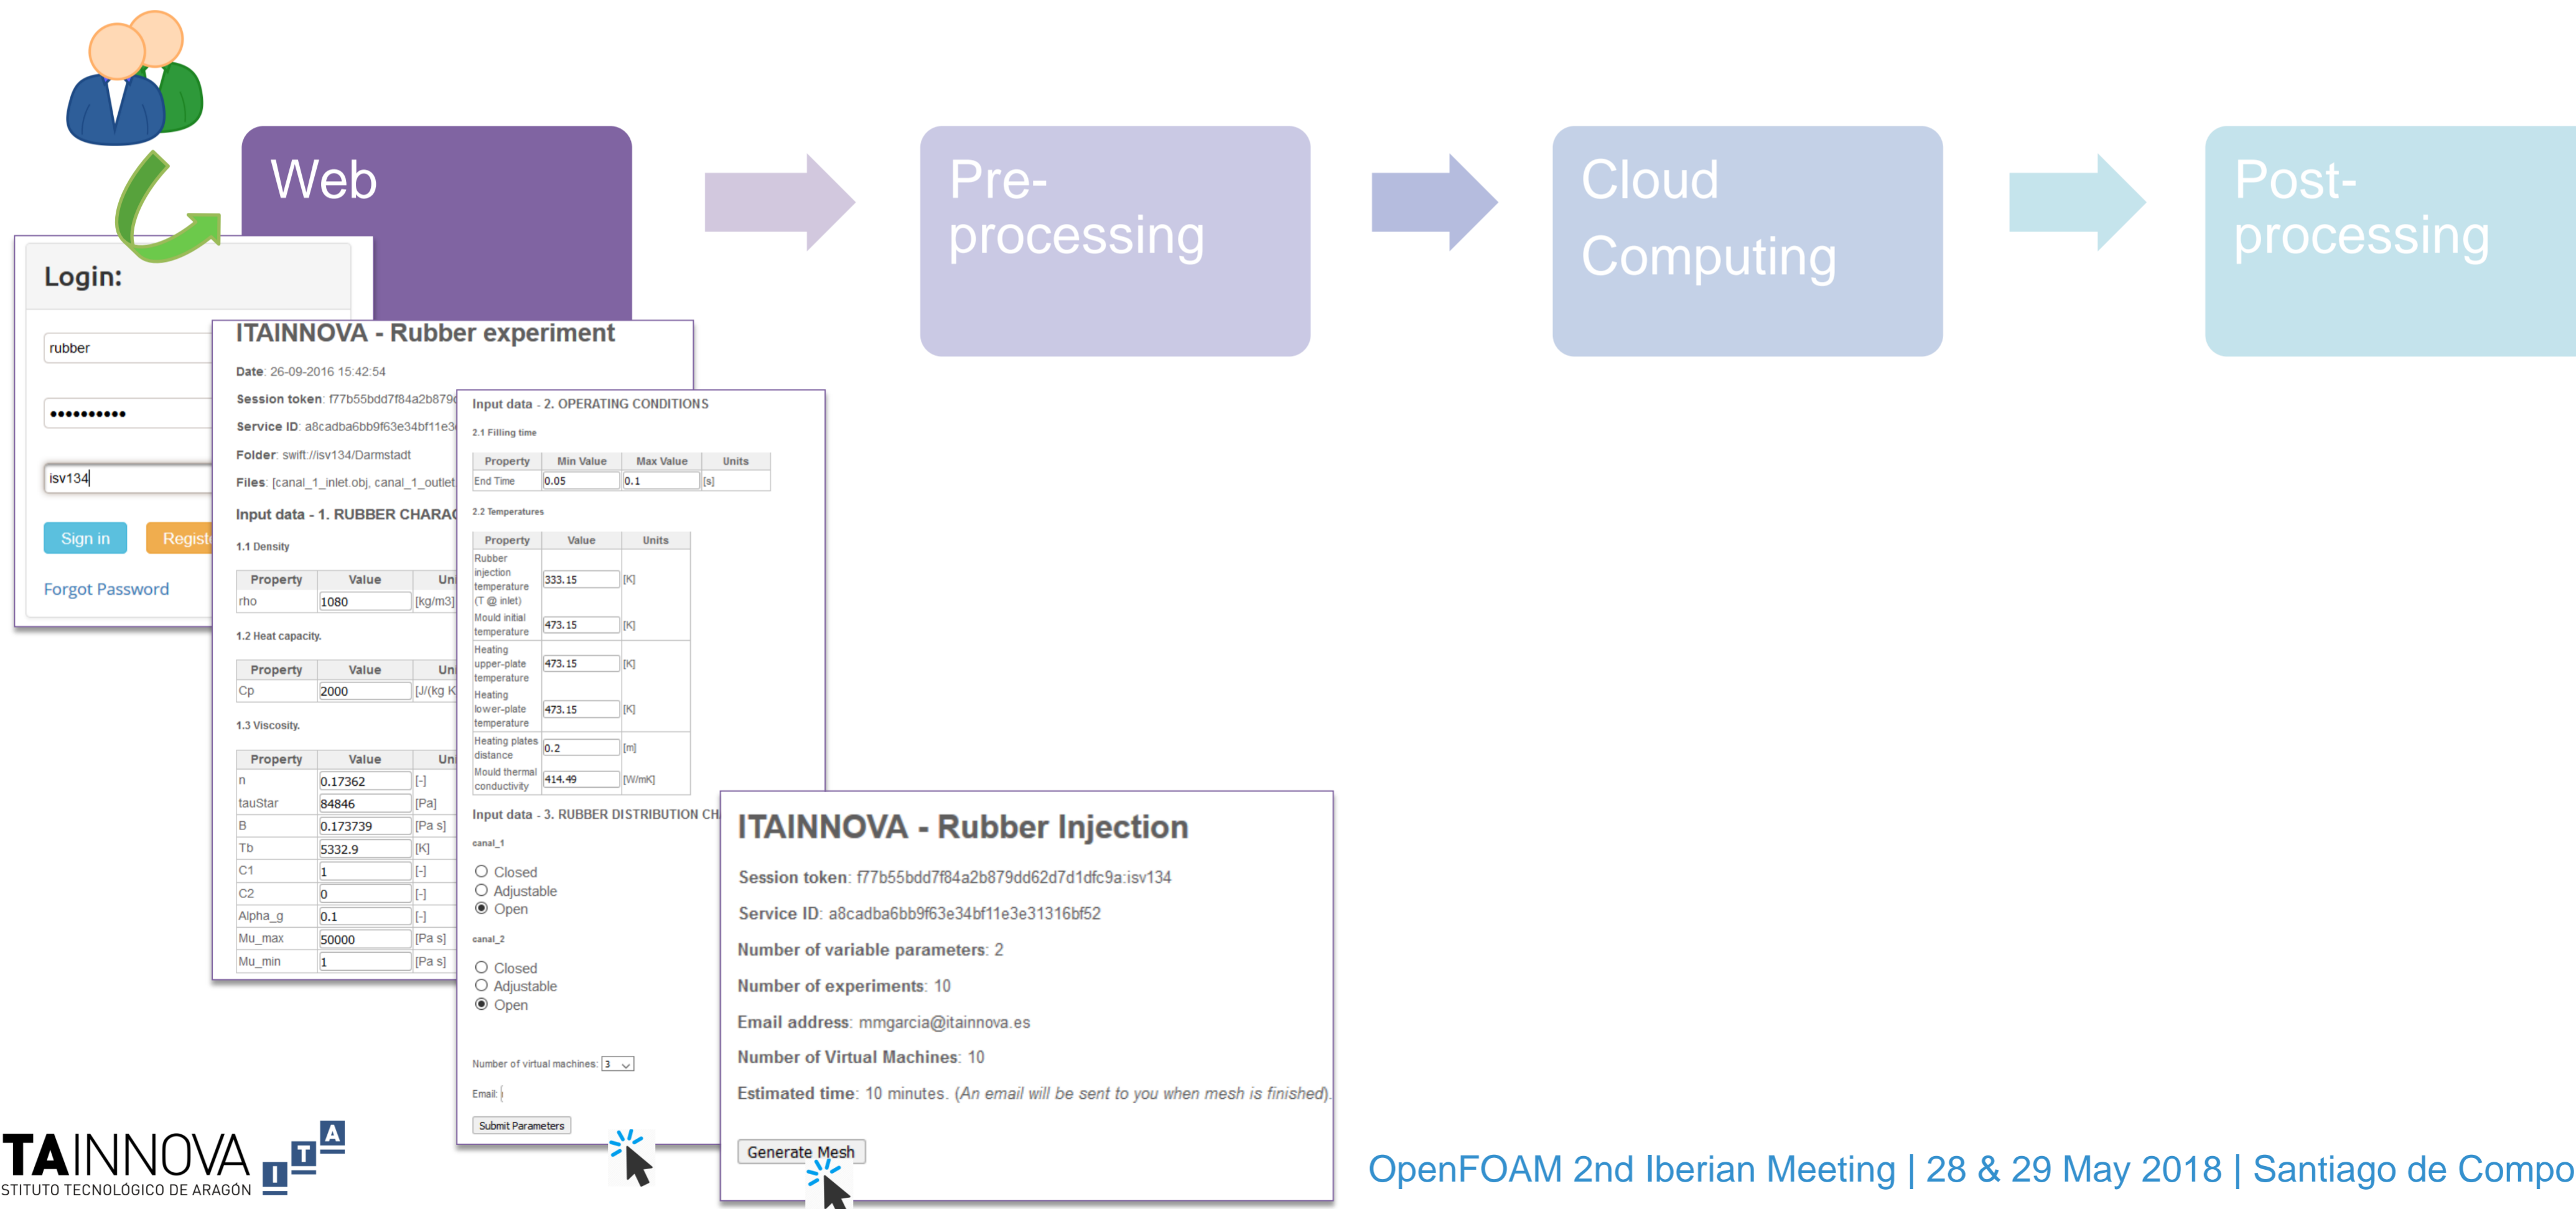 Web
Pre-
processing
Cloud
Computing
Post-
processing
Login:
rubber
isv134
Sign in
Forgot Password
ITAINNOVA - Rubber experiment
Date: 26-09-2016 15:42:54
Session token: f77b55bdd7f84a2b879
Service ID: a8cadba6bb9f63e34bf11e3
Folder: swift://isv134/Darmstadt
Files: [canal_1_inlet.obj, canal_1_outlet
Input data - 1. RUBBER CHARA
1.1 Density
Property Value Uni
rho 1080 [kg/m3]
1.2 Heat capacity.
Property Value Uni
Cp 2000 [J/(kg K
1.3 Viscosity.
Property Value Uni
n 0.17362 [-]
tauStar 84846 [Pa]
B 0.173739 [Pa s]
Tb 5332.9 [K]
C1 1 [-]
C2 0 [-]
Alpha_g 0.1 [-]
Mu_max 50000 [Pa s]
Mu_min 1 [Pa s]
Input data - 2. OPERATING CONDITIONS
2.1 Filling time
Property Min Value Max Value Units
End Time 0.05 0.1 [s]
2.2 Temperatures
Property Value Units
Rubber
injection
temperature 333.15 [K]
(T @ inlet)
Mould initial
temperature 473.15 [K]
Heating
upper-plate 473.15 [K]
temperature
Heating
lower-plate 473.15 [K]
temperature
Heating plates
distance 0.2 [m]
Mould thermal
conductivity 414.49 [W/mK]
Input data - 3. RUBBER DISTRIBUTION CH
canal_1
Closed
Adjustable
Open
canal_2
Closed
Adjustable
Open
Number of virtual machines: 3
Email:
Submit Parameters
ITAINNOVA - Rubber Injection
Session token: f77b55bdd7f84a2b879dd62d7d1dfc9a:isv134
Service ID: a8cadba6bb9f63e34bf11e3e31316bf52
Number of variable parameters: 2
Number of experiments: 10
Email address: mmgarcia@itainnova.es
Number of Virtual Machines: 10
Estimated time: 10 minutes. (An email will be sent to you when mesh is finished).
Generate Mesh
TAINNOVA
STITUTO TECNOLÓGICO DE ARAGÓN
I T A
OpenFOAM 2nd Iberian Meeting | 28 & 29 May 2018 | Santiago de Compo